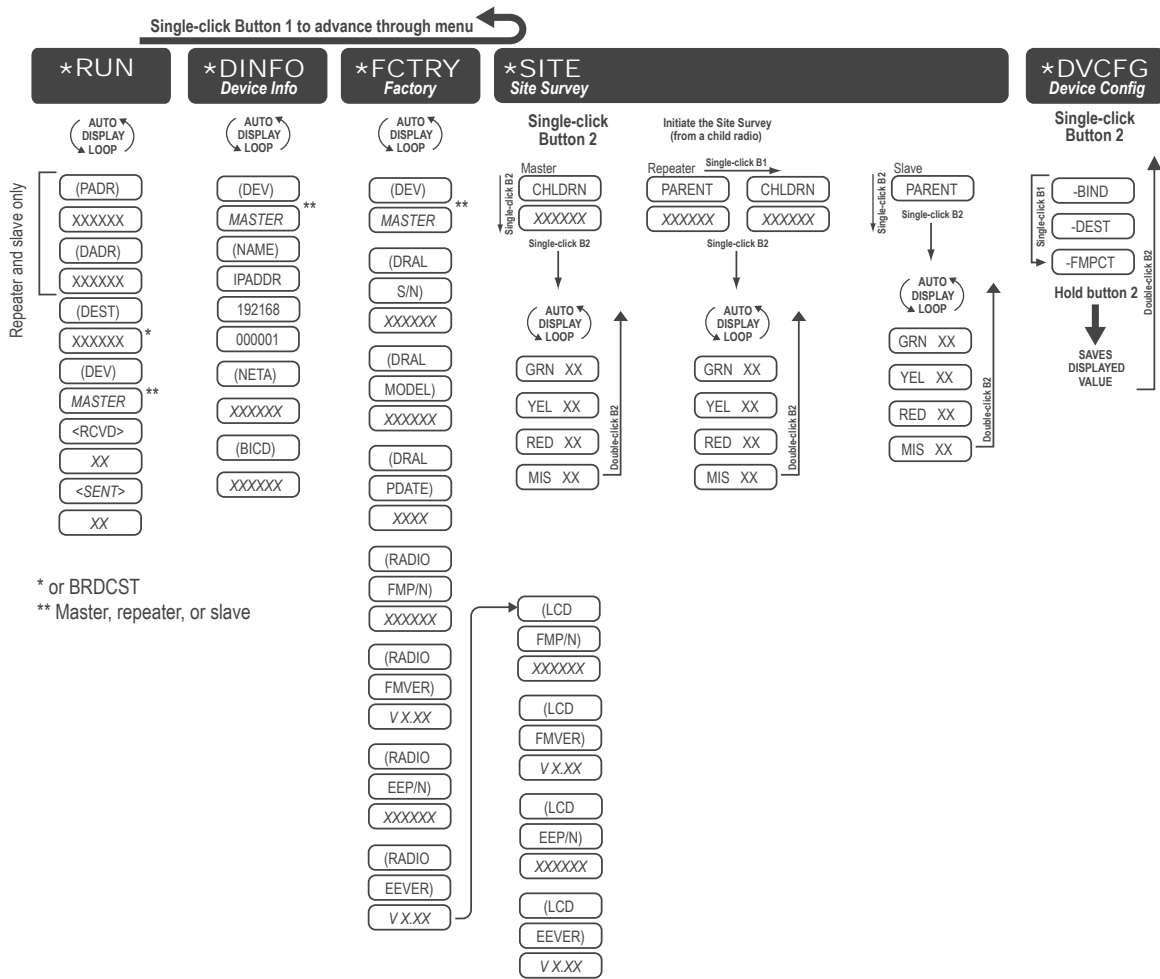 Single-click Button 1 to advance through menu
*RUN
AUTO
DISPLAY
LOOP
Repeater and slave only
(PADR)
XXXXXX
(DADR)
XXXXXX
(DEST)
XXXXXX *
(DEV)
MASTER **
<RCVD>
XX
<SENT>
XX
* or BRDCST
** Master, repeater, or slave
*DINFO
Device Info
AUTO
DISPLAY
LOOP
(DEV)
MASTER **
(NAME)
IPADDR
192168
000001
(NETA)
XXXXXX
(BICD)
XXXXXX
*FCTRY
Factory
AUTO
DISPLAY
LOOP
(DEV)
MASTER **
(DRAL
S/N)
XXXXXX
(DRAL
MODEL)
XXXXXX
(DRAL
PDATE)
XXXX
(RADIO
FMP/N)
XXXXXX
(RADIO
FMVER)
V X.XX
(RADIO
EEP/N)
XXXXXX
(RADIO
EEVER)
V X.XX
(LCD
FMP/N)
XXXXXX
(LCD
FMVER)
V X.XX
(LCD
EEP/N)
XXXXXX
(LCD
EEVER)
V X.XX
*SITE
Site Survey
Single-click
Button 2
Master
Single-click B2
CHLDRN
XXXXXX
Single-click B2
AUTO
DISPLAY
LOOP
GRN XX
YEL XX
RED XX
MIS XX
Double-click B2
Initiate the Site Survey
(from a child radio)
Repeater
Single-click B1
PARENT
CHLDRN
XXXXXX
XXXXXX
Single-click B2
AUTO
DISPLAY
LOOP
GRN XX
YEL XX
RED XX
MIS XX
Double-click B2
Slave
Single-click B2
PARENT
Single-click B2
AUTO
DISPLAY
LOOP
GRN XX
YEL XX
RED XX
MIS XX
Double-click B2
*DVCFG
Device Config
Single-click
Button 2
Single-click B1
-BIND
-DEST
-FMPCT
Hold button 2
SAVES
DISPLAYED
VALUE
Double-click B2